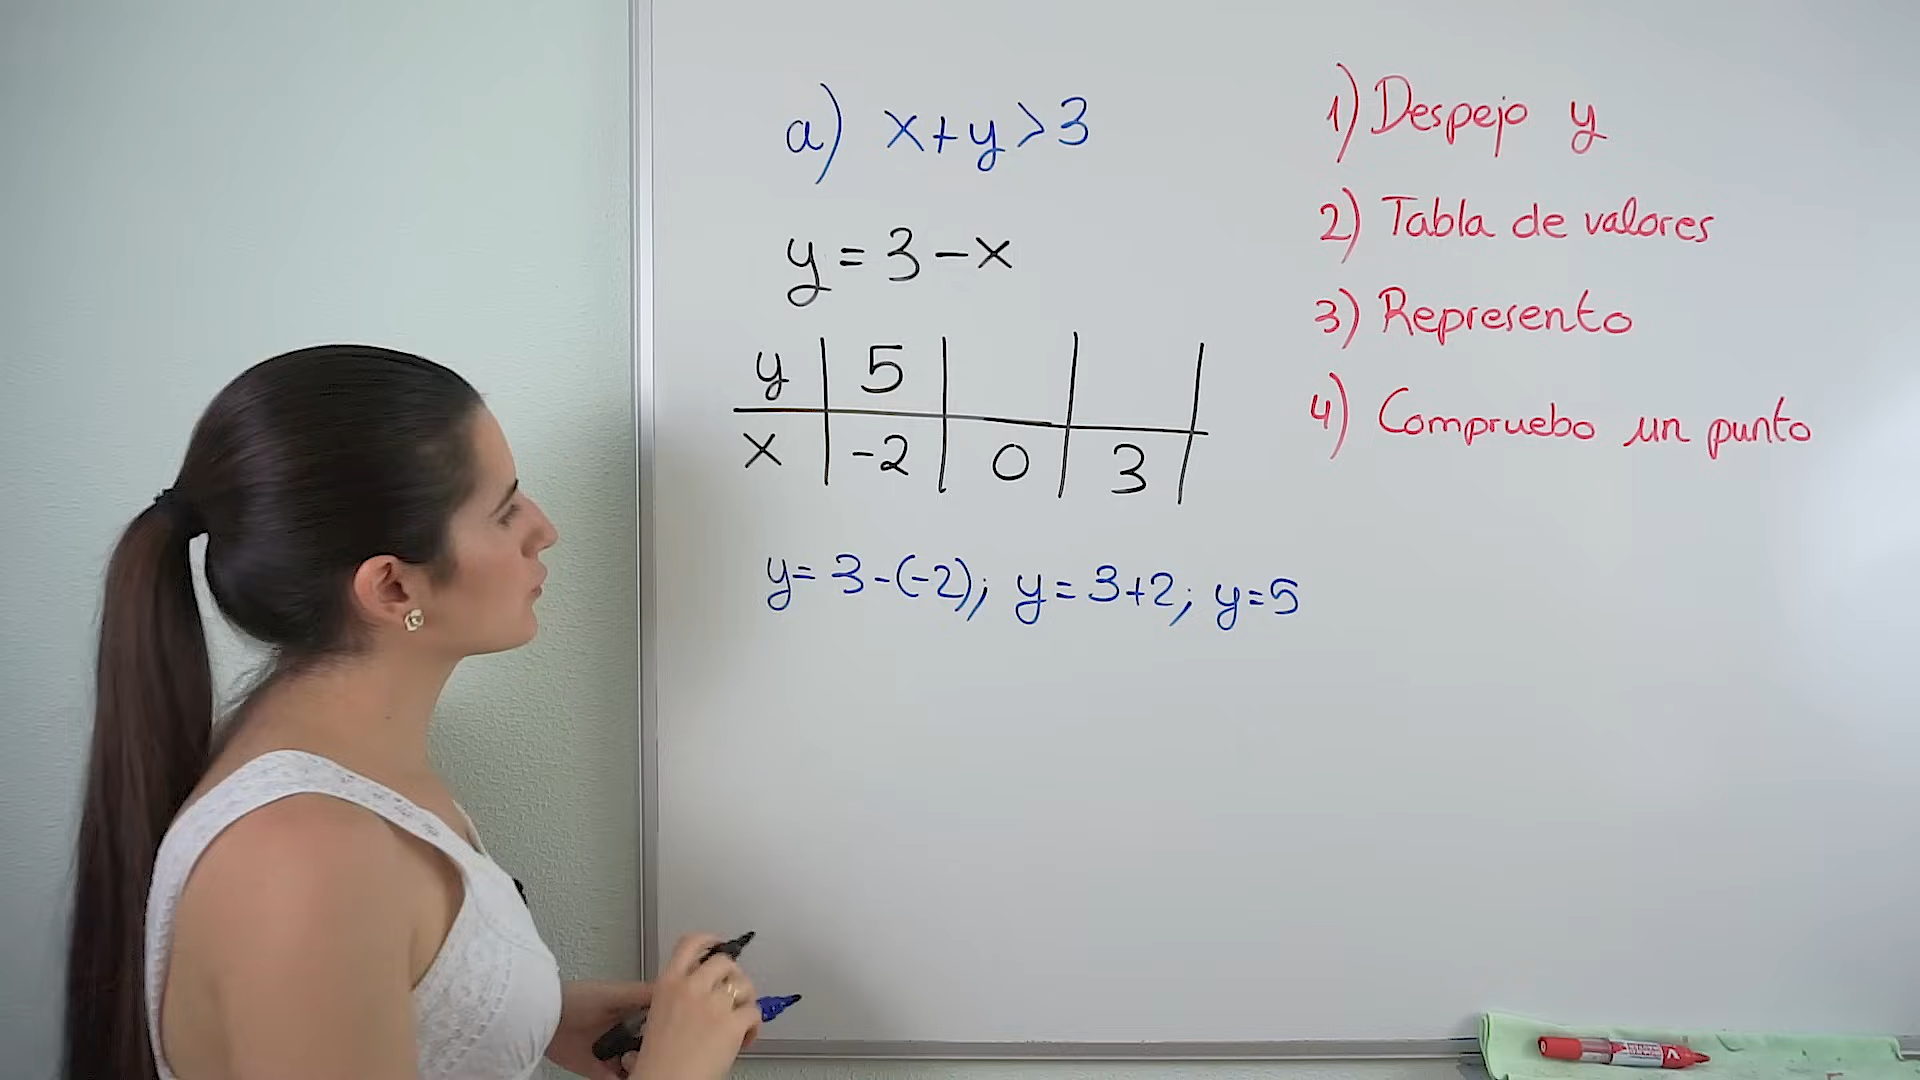 a) x+y>3
y=3-x
y | 5 | | |
x | -2 | 0 | 3 |
y=3-(-2); y=3+2; y=5
1) Despejo y
2) Tabla de valores
3) Represento
4) Compruebo un punto